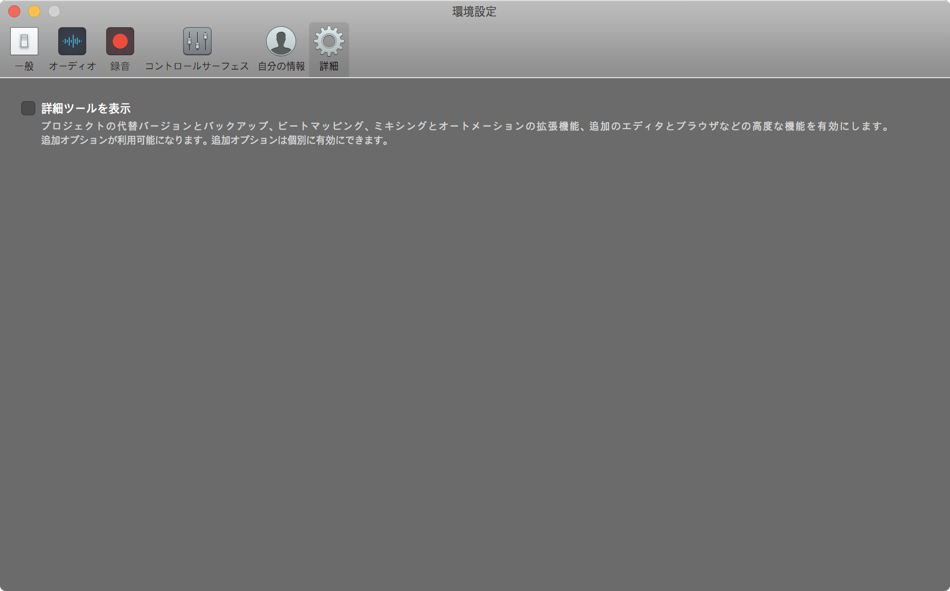 環境設定
一般
オーディオ
録音
コントロールサーフェス
自分の情報
詳細
詳細ツールを表示
プロジェクトの代替バージョンとバックアップ、ビートマッピング、ミキシングとオートメーションの拡張機能、追加のエディタとブラウザなどの高度な機能を有効にします。
追加オプションが利用可能になります。追加オプションは個別に有効にできます。